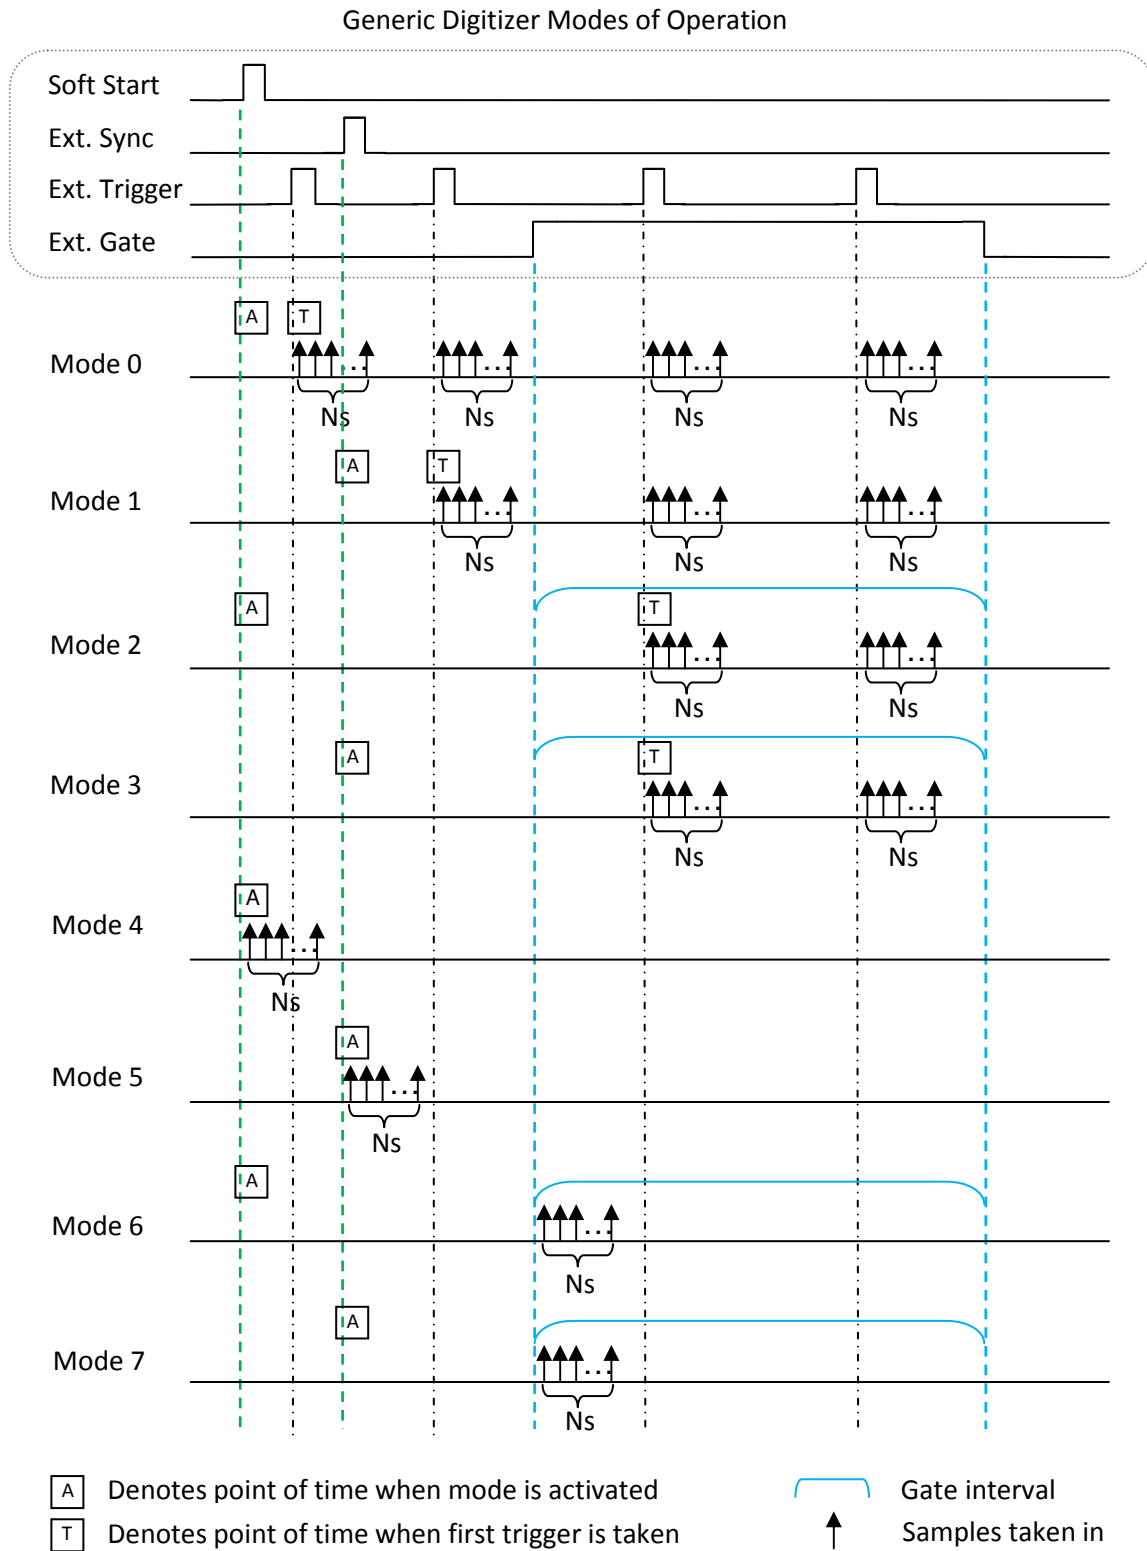 Generic Digitizer Modes of Operation
Soft Start
Ext. Sync
Ext. Trigger
Ext. Gate
A T
Mode 0 ... ... ... ...
Ns Ns Ns Ns
A T
Mode 1 ... ... ...
Ns Ns Ns
A T
Mode 2 ... ...
Ns Ns
A T
Mode 3 ... ...
Ns Ns
A
Mode 4 ...
Ns
A
Mode 5 ...
Ns
A
Mode 6 ...
Ns
A
Mode 7 ...
Ns
A Denotes point of time when mode is activated
Gate interval
T Denotes point of time when first trigger is taken
Samples taken in